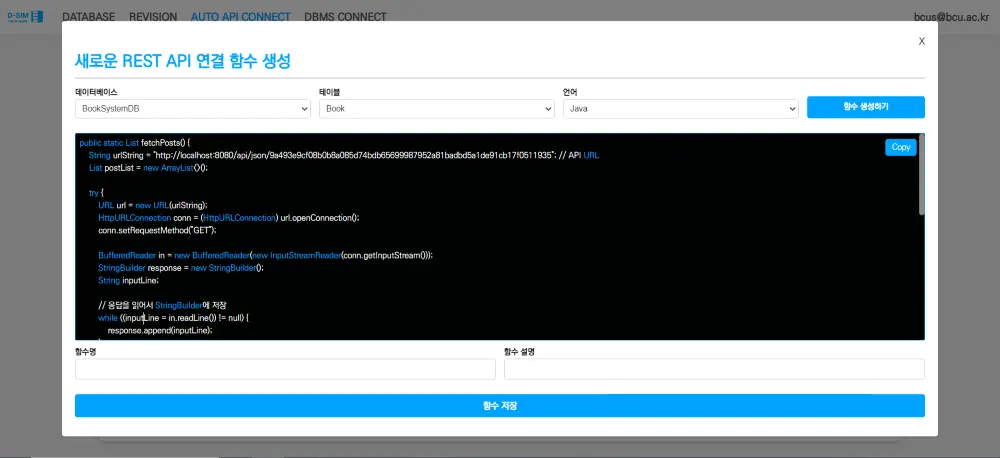 D-SIM
DATABASE REVISION AUTO API CONNECT DBMS CONNECT bcus@bcu.ac.kr
X
새로운 REST API 연결 함수 생성
데이터베이스 테이블 언어
BookSystemDB Book Java 함수 생성하기
Copy
public static List fetchPosts() {
String urlString = "http://localhost:8080/api/json/9a493e9cf08b0b8a085d74bdb65699987952a81badbd5a1de91cb17f0511935"; // API URL
List postList = new ArrayList<>();
try {
URL url = new URL(urlString);
HttpURLConnection conn = (HttpURLConnection) url.openConnection();
conn.setRequestMethod("GET");
BufferedReader in = new BufferedReader(new InputStreamReader(conn.getInputStream()));
StringBuilder response = new StringBuilder();
String inputLine;
// 응답을 읽어서 StringBuilder에 저장
while ((inputLine = in.readLine()) != null) {
response.append(inputLine);
함수명 함수 설명
함수 저장